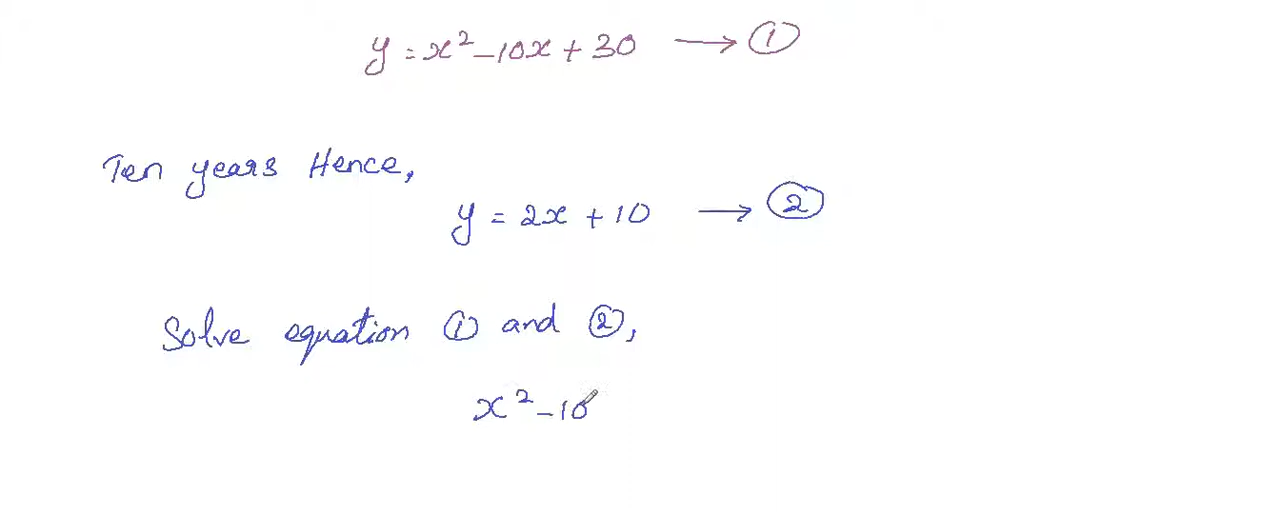 y = x² - 10x + 30 ⟶ ①
Ten years Hence,
y = 2x + 10 ⟶ ②
Solve equation ① and ②,
x² - 10